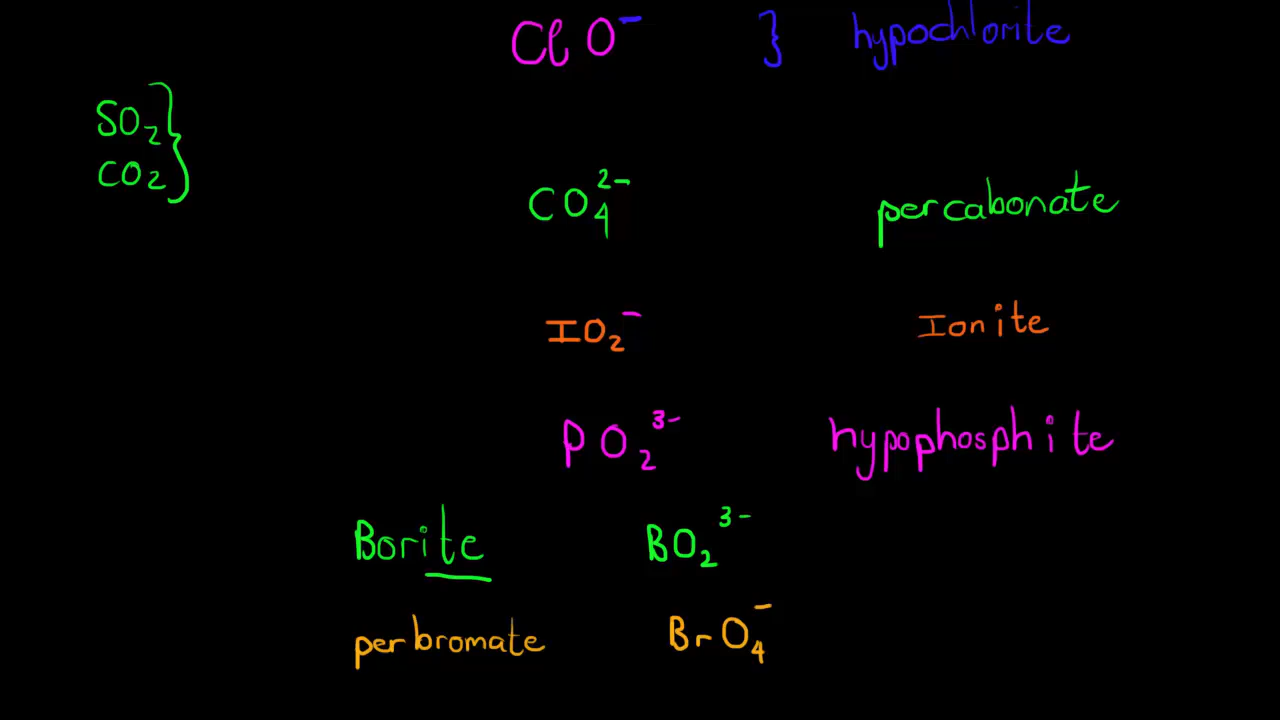 ClO⁻ } hypochlorite
SO₂ }
CO₂
CO₄²⁻ percabonate
IO₂⁻ Ionite
PO₂³⁻ hypophosphite
Borite BO₂³⁻
perbromate BrO₄⁻